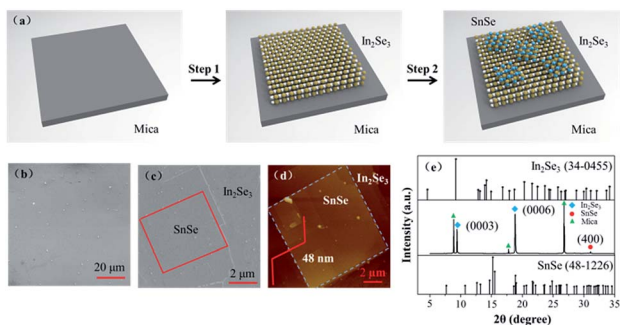 (a)
Mica
Step 1
In₂Se₃
Mica
Step 2
SnSe
In₂Se₃
Mica
(b)
20 μm
(c)
In₂Se₃
SnSe
2 μm
(d)
In₂Se₃
SnSe
48 nm
2 μm
(e)
In₂Se₃ (34-0455)
Intensity (a.u.)
(0003)
(0006)
In₂Se₃
SnSe
Mica
(400)
SnSe (48-1226)
5 10 15 20 25 30 35
2θ (degree)